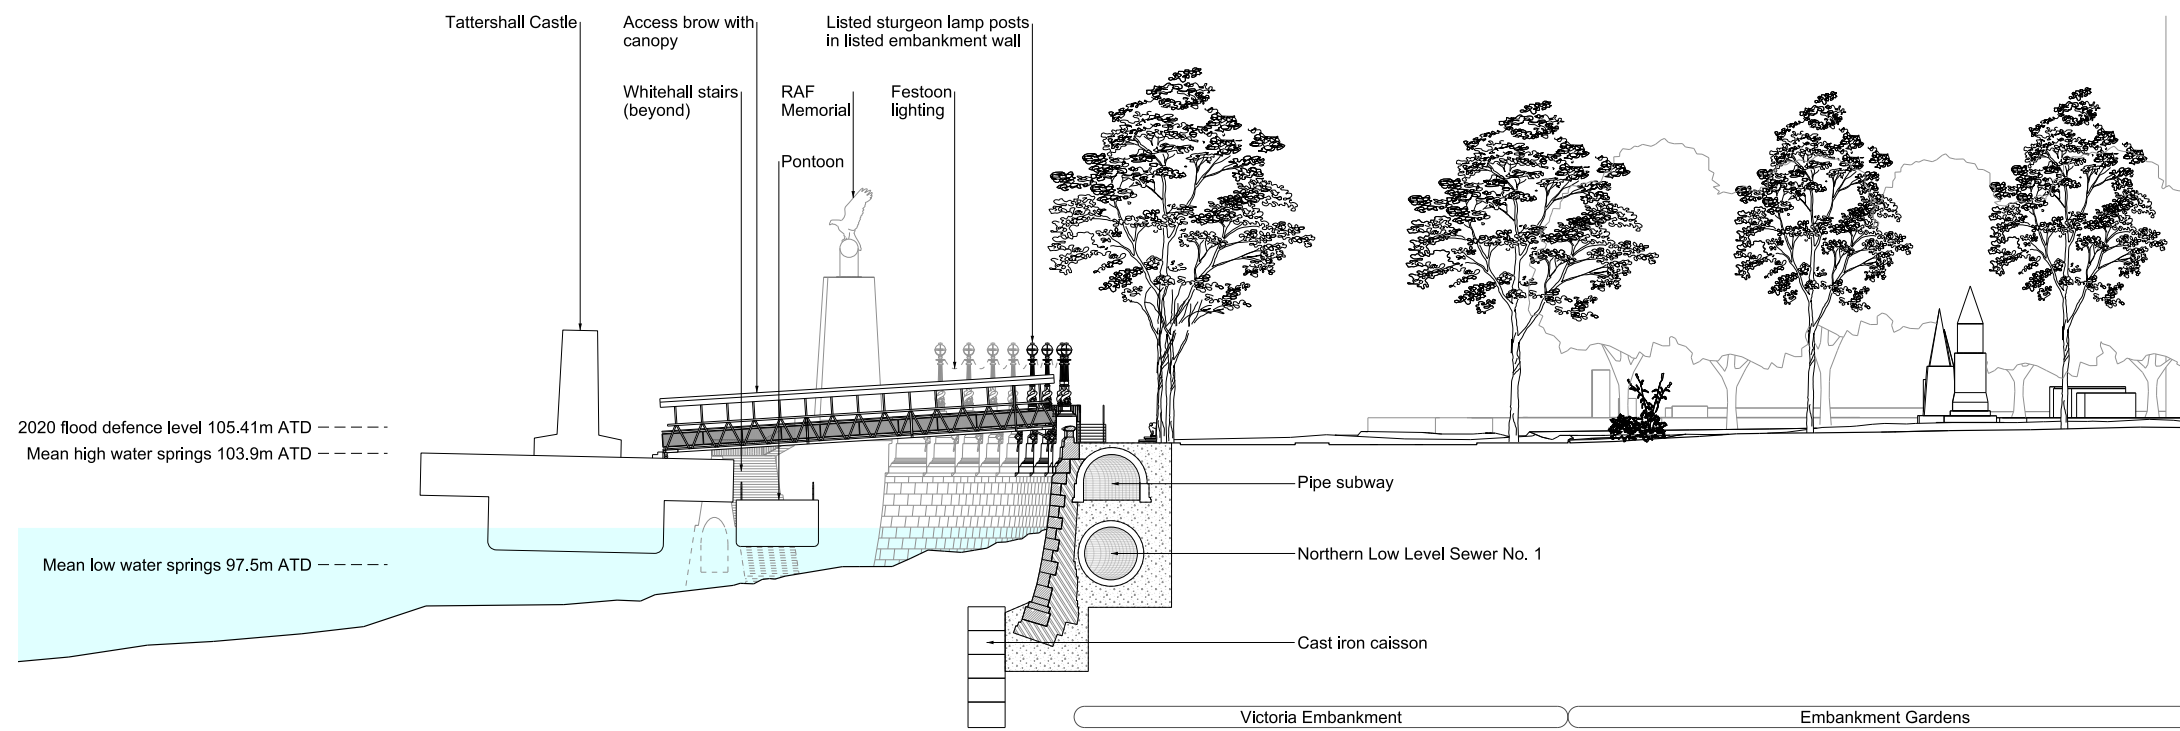 Tattershall Castle
Access brow with
canopy
Listed sturgeon lamp posts
in listed embankment wall
Whitehall stairs
(beyond)
RAF
Memorial
Festoon
lighting
Pontoon
2020 flood defence level 105.41m ATD
Mean high water springs 103.9m ATD
Mean low water springs 97.5m ATD
Pipe subway
Northern Low Level Sewer No. 1
Cast iron caisson
Victoria Embankment
Embankment Gardens